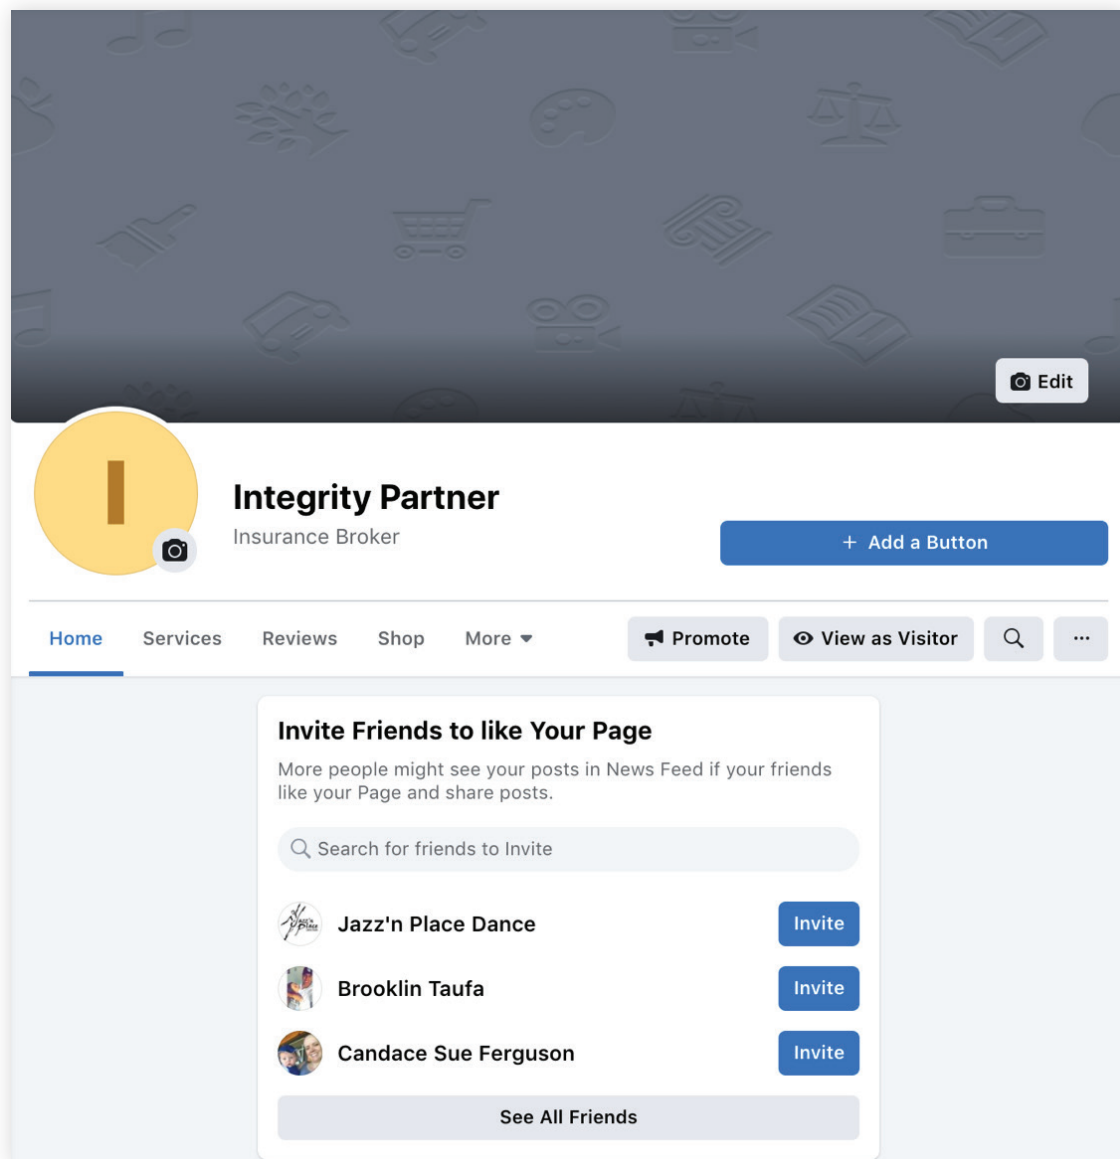 Edit
I
Integrity Partner
Insurance Broker
+ Add a Button
Home Services Reviews Shop More Promote View as Visitor ...
Invite Friends to like Your Page
More people might see your posts in News Feed if your friends
like your Page and share posts.
Search for friends to Invite
Jazz'n Place Dance Invite
Brooklin Taufa Invite
Candace Sue Ferguson Invite
See All Friends